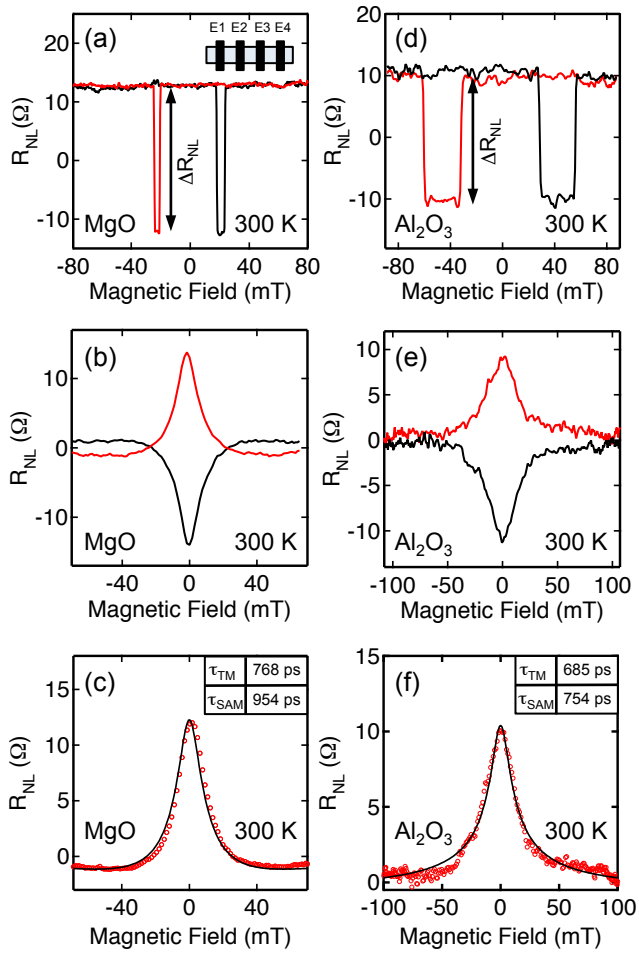 (a)
E1 E2 E3 E4
20
10
0
-10
R_NL (Ω)
ΔR_NL
MgO
300 K
-80 -40 0 40 80
Magnetic Field (mT)
(d)
20
10
0
-10
R_NL (Ω)
ΔR_NL
Al₂O₃
300 K
-80 -40 0 40 80
Magnetic Field (mT)
(b)
10
0
-10
R_NL (Ω)
MgO
300 K
-40 0 40
Magnetic Field (mT)
(e)
10
5
0
-5
-10
R_NL (Ω)
Al₂O₃
300 K
-100 -50 0 50 100
Magnetic Field (mT)
(c)
τ_TM 768 ps
τ_SAM 954 ps
15
10
5
0
R_NL (Ω)
MgO
300 K
-40 0 40
Magnetic Field (mT)
(f)
τ_TM 685 ps
τ_SAM 754 ps
15
10
5
0
R_NL (Ω)
Al₂O₃
300 K
-100 -50 0 50 100
Magnetic Field (mT)